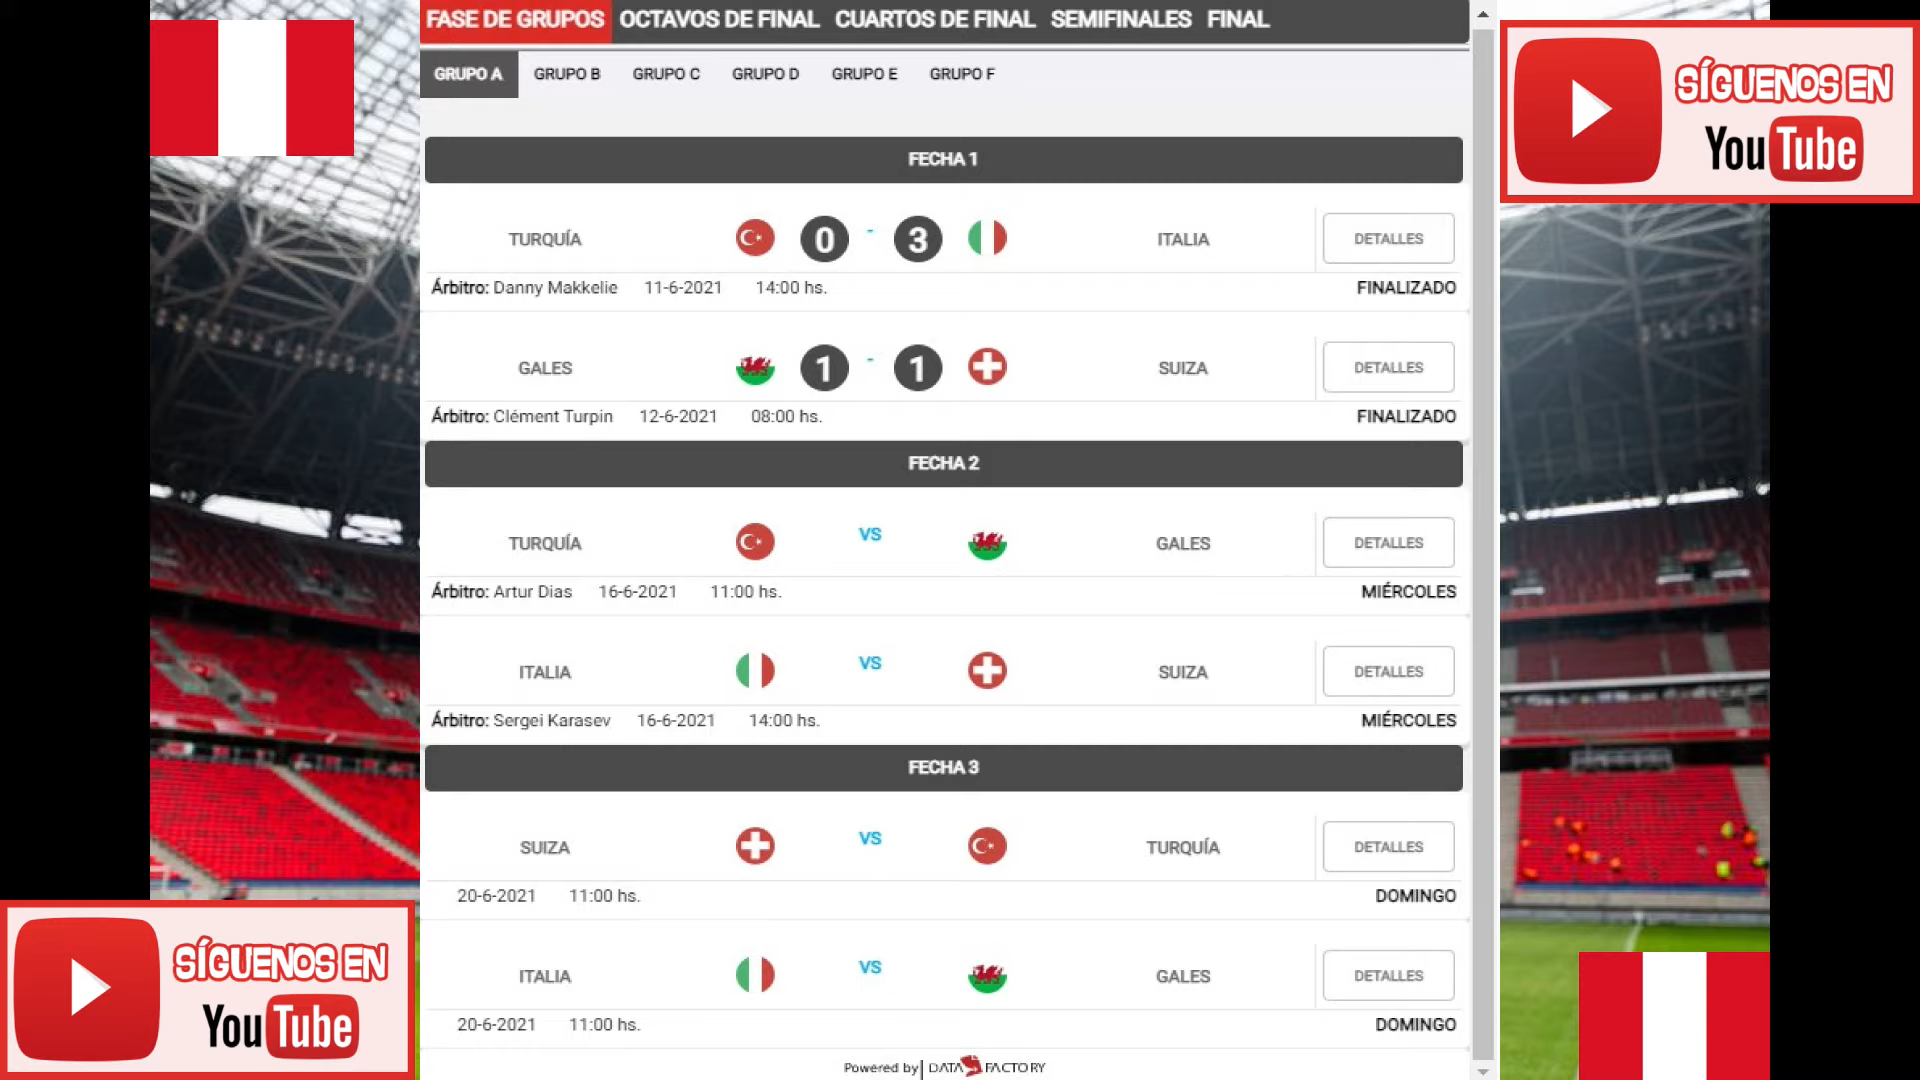 FASE DE GRUPOS OCTAVOS DE FINAL CUARTOS DE FINAL SEMIFINALES FINAL
GRUPO A GRUPO B GRUPO C GRUPO D GRUPO E GRUPO F
SÍGUENOS EN
YouTube
FECHA 1
TURQUÍA 0 - 3 ITALIA DETALLES
Árbitro: Danny Makkelie 11-6-2021 14:00 hs. FINALIZADO
GALES 1 - 1 SUIZA DETALLES
Árbitro: Clément Turpin 12-6-2021 08:00 hs. FINALIZADO
FECHA 2
TURQUÍA VS GALES DETALLES
Árbitro: Artur Dias 16-6-2021 11:00 hs. MIÉRCOLES
ITALIA VS SUIZA DETALLES
Árbitro: Sergei Karasev 16-6-2021 14:00 hs. MIÉRCOLES
FECHA 3
SUIZA VS TURQUÍA DETALLES
20-6-2021 11:00 hs. DOMINGO
ITALIA VS GALES DETALLES
20-6-2021 11:00 hs. DOMINGO
SÍGUENOS EN
YouTube
Powered by DATAFACTORY